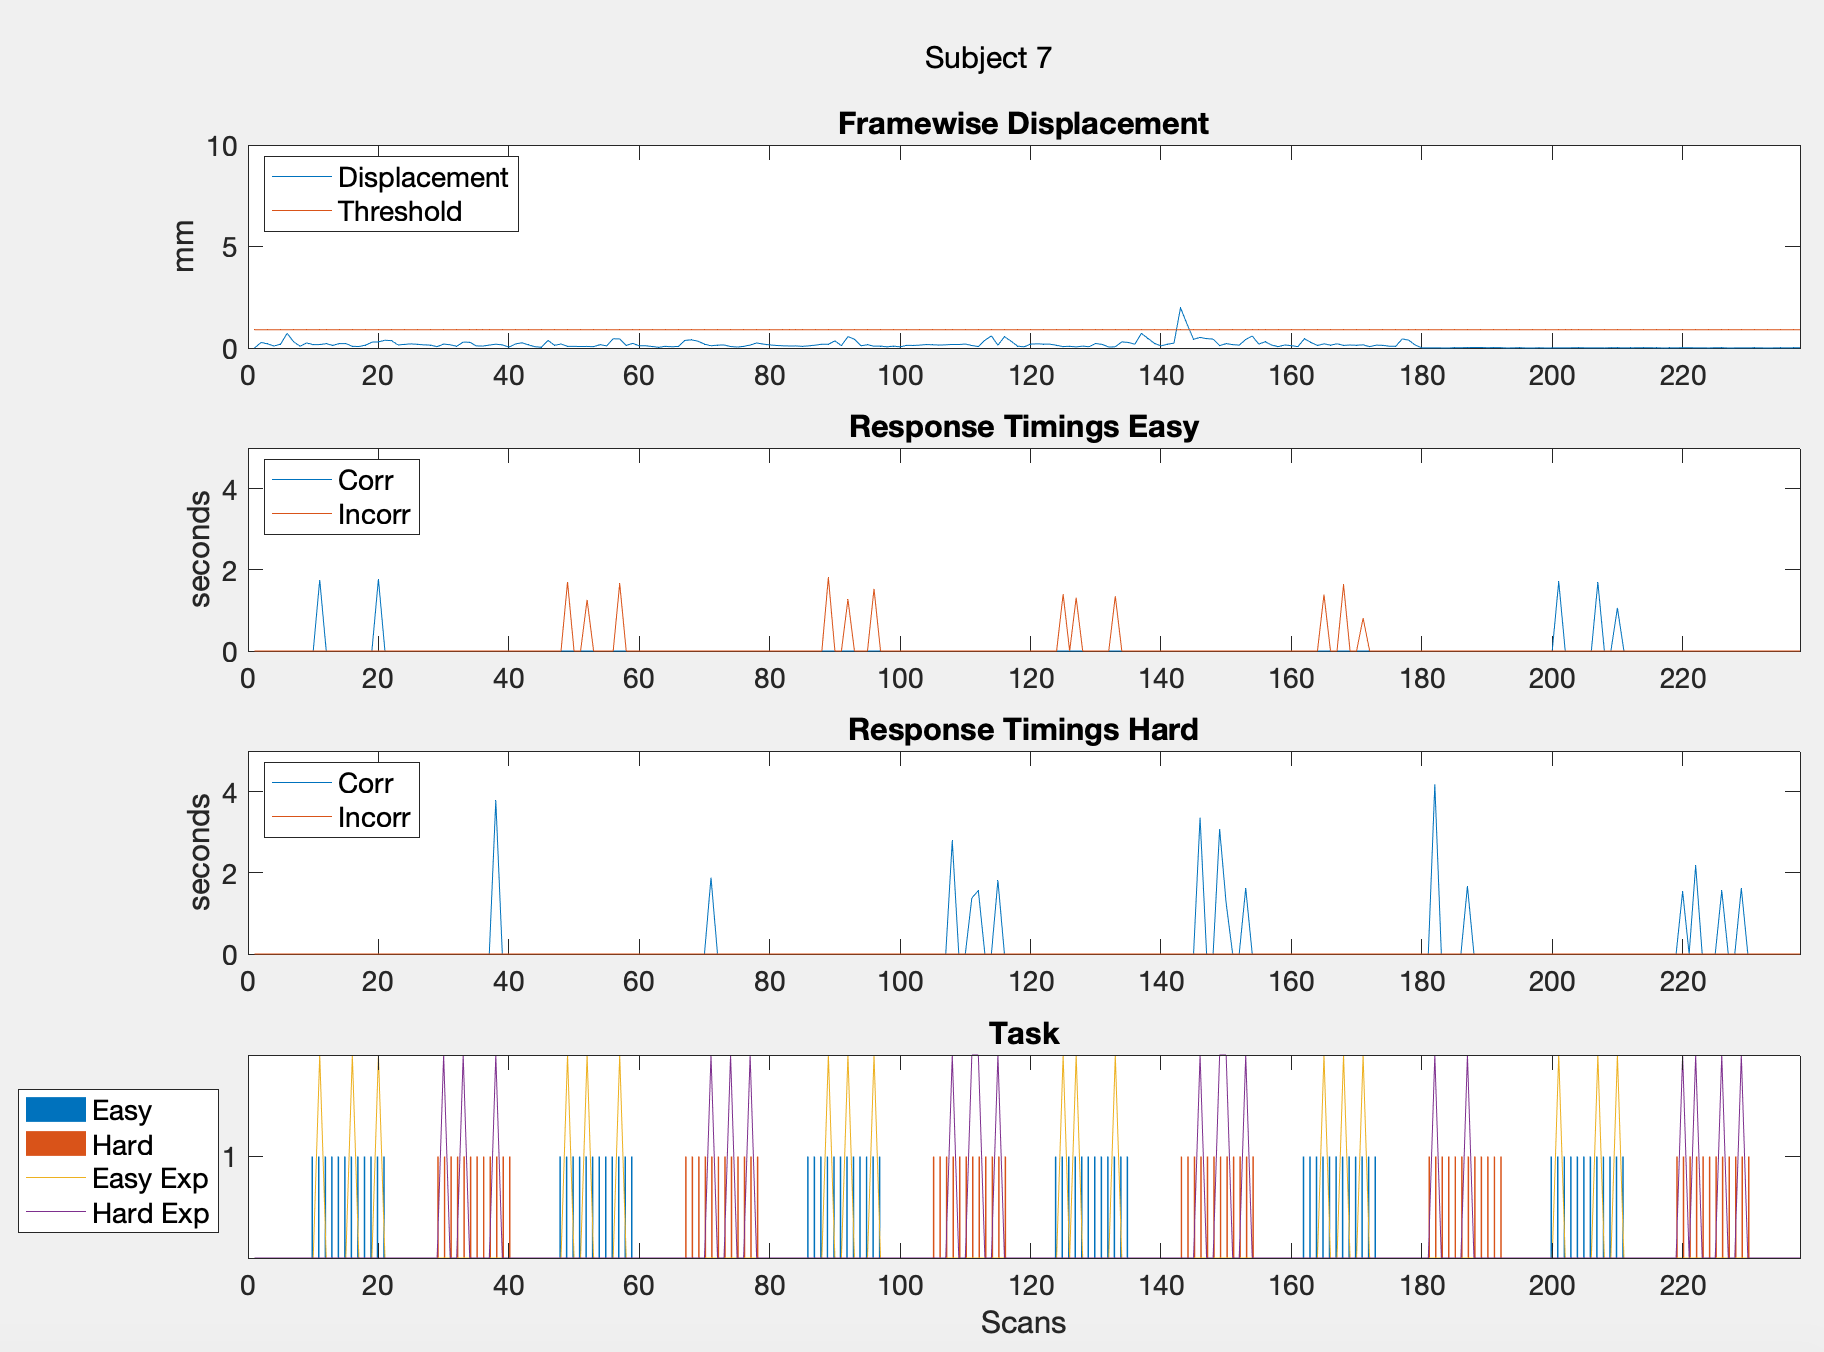 Subject 7
Framewise Displacement
10
5
0
mm
Displacement
Threshold
0 20 40 60 80 100 120 140 160 180 200 220
Response Timings Easy
4
2
0
seconds
Corr
Incorr
0 20 40 60 80 100 120 140 160 180 200 220
Response Timings Hard
4
2
0
seconds
Corr
Incorr
0 20 40 60 80 100 120 140 160 180 200 220
Task
1
Easy
Hard
Easy Exp
Hard Exp
0 20 40 60 80 100 120 140 160 180 200 220
Scans